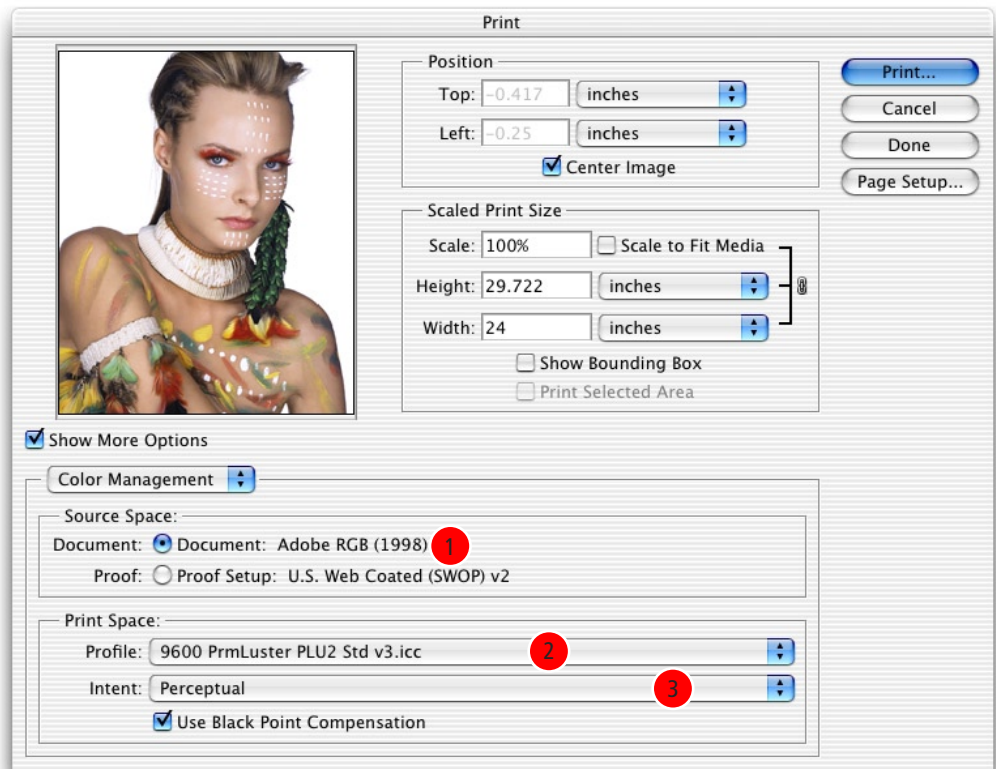 Print
Position
Top: -0.417 inches
Left: -0.25 inches
Center Image
Print...
Cancel
Done
Page Setup...
Scaled Print Size
Scale: 100% Scale to Fit Media
Height: 29.722 inches
Width: 24 inches
Show Bounding Box
Print Selected Area
Show More Options
Color Management
Source Space:
Document: Document: Adobe RGB (1998) 1
Proof: Proof Setup: U.S. Web Coated (SWOP) v2
Print Space:
Profile: 9600 PrmLuster PLU2 Std v3.icc 2
Intent: Perceptual 3
Use Black Point Compensation